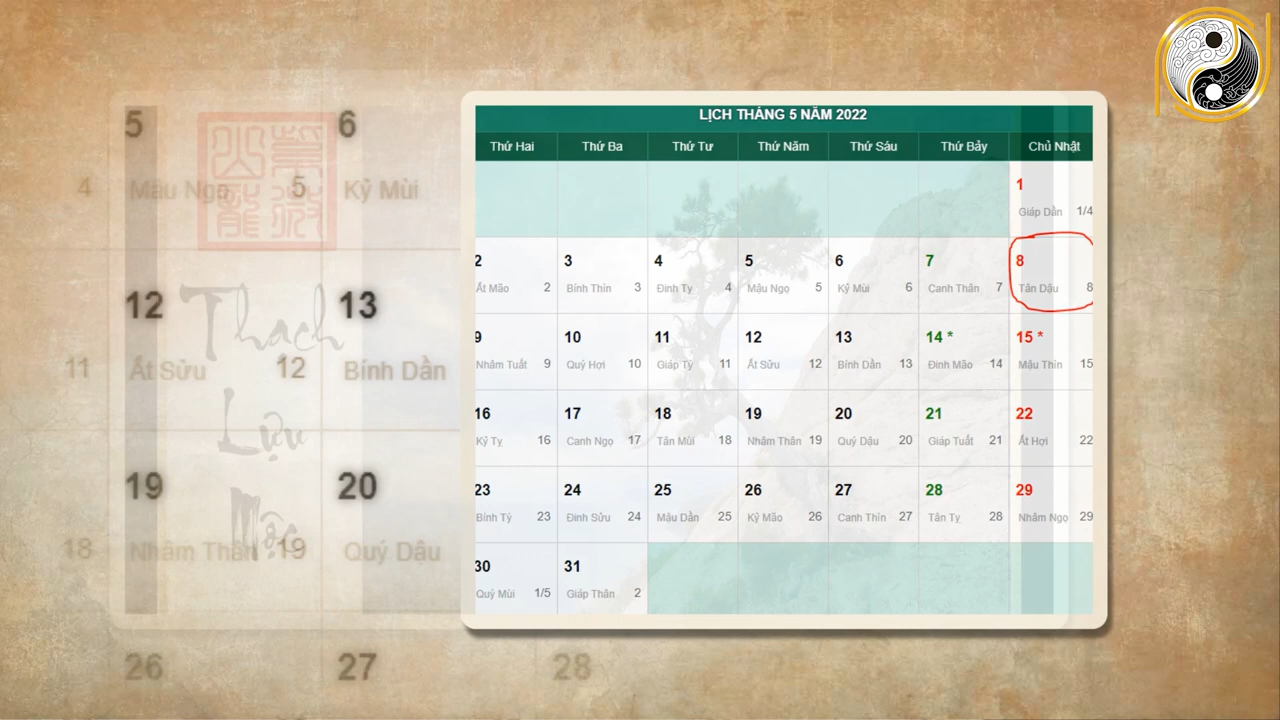 LỊCH THÁNG 5 NĂM 2022
Thứ Hai Thứ Ba Thứ Tư Thứ Năm Thứ Sáu Thứ Bảy Chủ Nhật
1
Giáp Dần 1/4
2 3 4 5 6 7 8
Ất Mão 2 Bính Thìn 3 Đinh Tỵ 4 Mậu Ngọ 5 Kỷ Mùi 6 Canh Thân 7 Tân Dậu 8
9 10 11 12 13 14 * 15 *
Nhâm Tuất 9 Quý Hợi 10 Giáp Tý 11 Ất Sửu 12 Bính Dần 13 Đinh Mão 14 Mậu Thìn 15
16 17 18 19 20 21 22
Kỷ Tỵ 16 Canh Ngọ 17 Tân Mùi 18 Nhâm Thân 19 Quý Dậu 20 Giáp Tuất 21 Ất Hợi 22
23 24 25 26 27 28 29
Bính Tý 23 Đinh Sửu 24 Mậu Dần 25 Kỷ Mão 26 Canh Thìn 27 Tân Tỵ 28 Nhâm Ngọ 29
30 31
Quý Mùi 1/5 Giáp Thân 2
5 6
4 Mậu Ngọ 5 Kỷ Mùi
12 13
11 Ất Sửu 12 Bính Dần
19 20
18 Nhâm Thân 19 Quý Dậu
26 27 28
Thạch
Lựu
Mộc